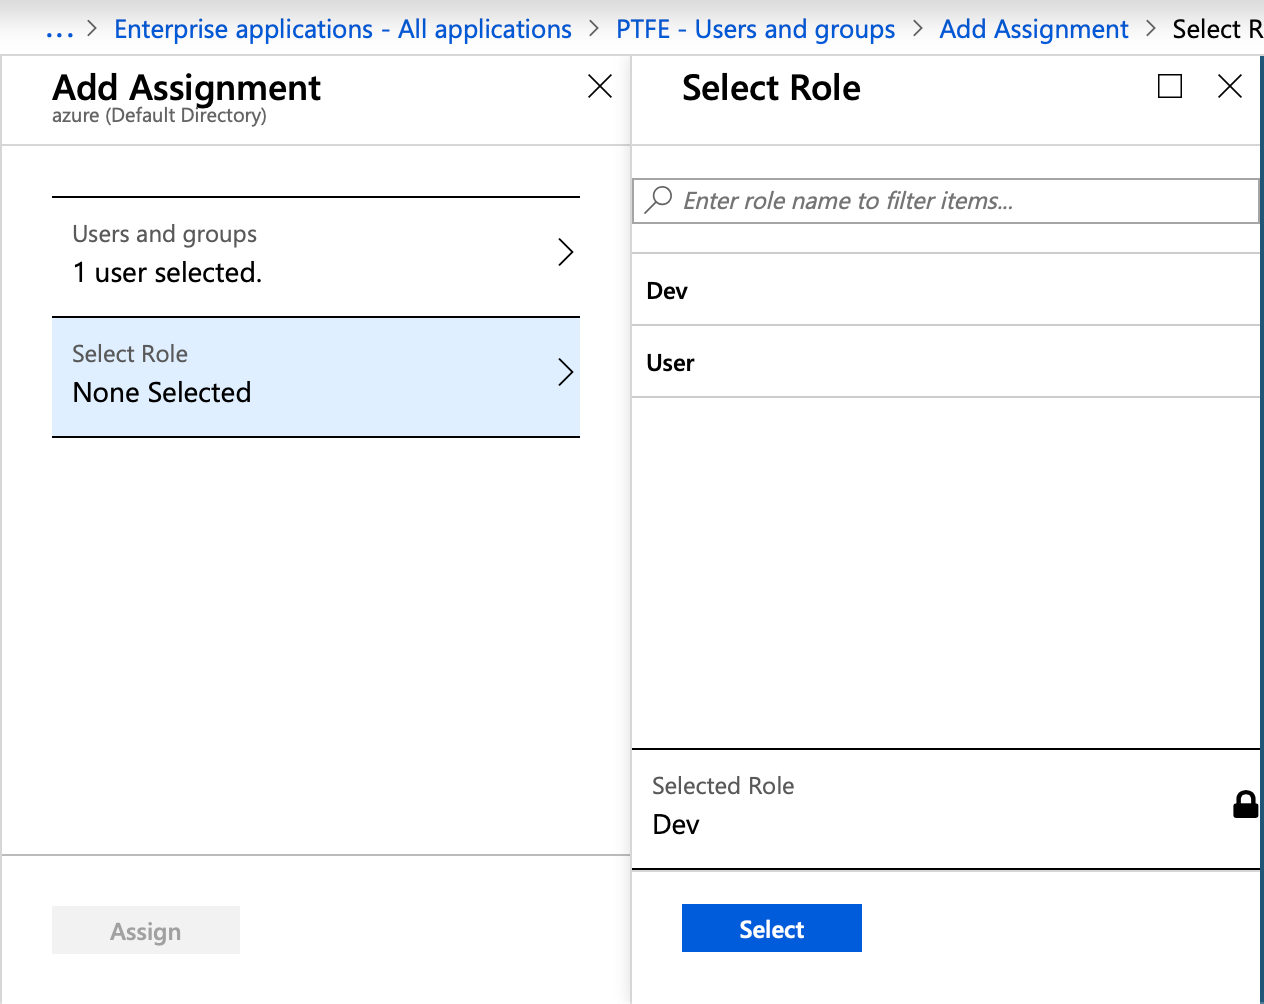 ... > Enterprise applications - All applications > PTFE - Users and groups > Add Assignment > Select R
Add Assignment
azure (Default Directory)
Users and groups
1 user selected.
Select Role
None Selected
Assign
Select Role
Enter role name to filter items...
Dev
User
Selected Role
Dev
Select